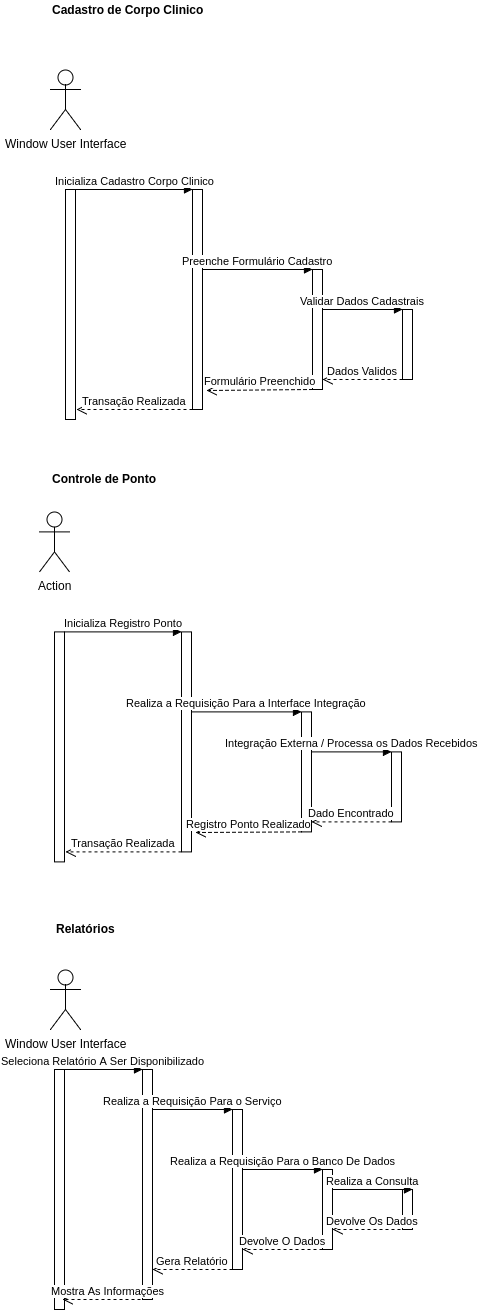 Cadastro de Corpo Clinico
Window User Interface
Inicializa Cadastro Corpo Clinico
Preenche Formulário Cadastro
Validar Dados Cadastrais
Dados Validos
Formulário Preenchido
Transação Realizada
Controle de Ponto
Action
Inicializa Registro Ponto
Realiza a Requisição Para a Interface Integração
Integração Externa / Processa os Dados Recebidos
Dado Encontrado
Registro Ponto Realizado
Transação Realizada
Relatórios
Window User Interface
Seleciona Relatório A Ser Disponibilizado
Realiza a Requisição Para o Serviço
Realiza a Requisição Para o Banco De Dados
Realiza a Consulta
Devolve Os Dados
Devolve O Dados
Gera Relatório
Mostra As Informações